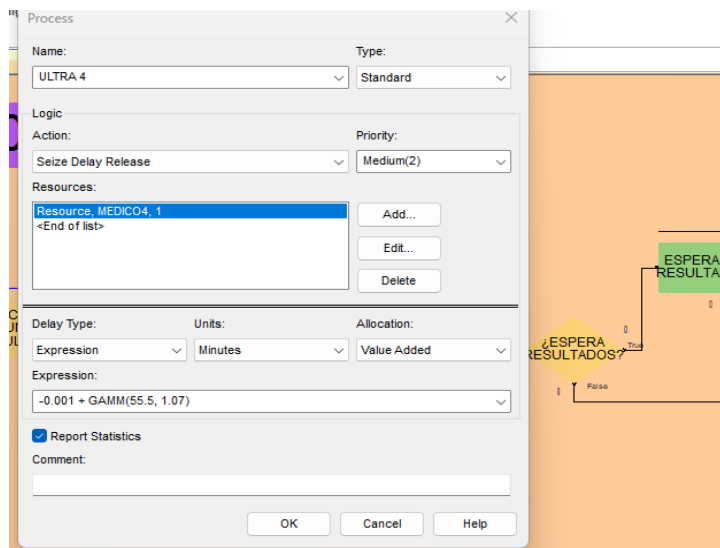 Process
Name:
Type:
ULTRA 4
Standard
Logic
Action:
Priority:
Seize Delay Release
Medium(2)
Resources:
Resource, MEDICO4, 1
<End of list>
Add...
Edit...
Delete
Delay Type:
Units:
Allocation:
Expression
Minutes
Value Added
Expression:
-0.001 + GAMM(55.5, 1.07)
Report Statistics
Comment:
OK
Cancel
Help
ESPERA
RESULTA
0
0
¿ESPERA
RESULTADOS?
True
0
False